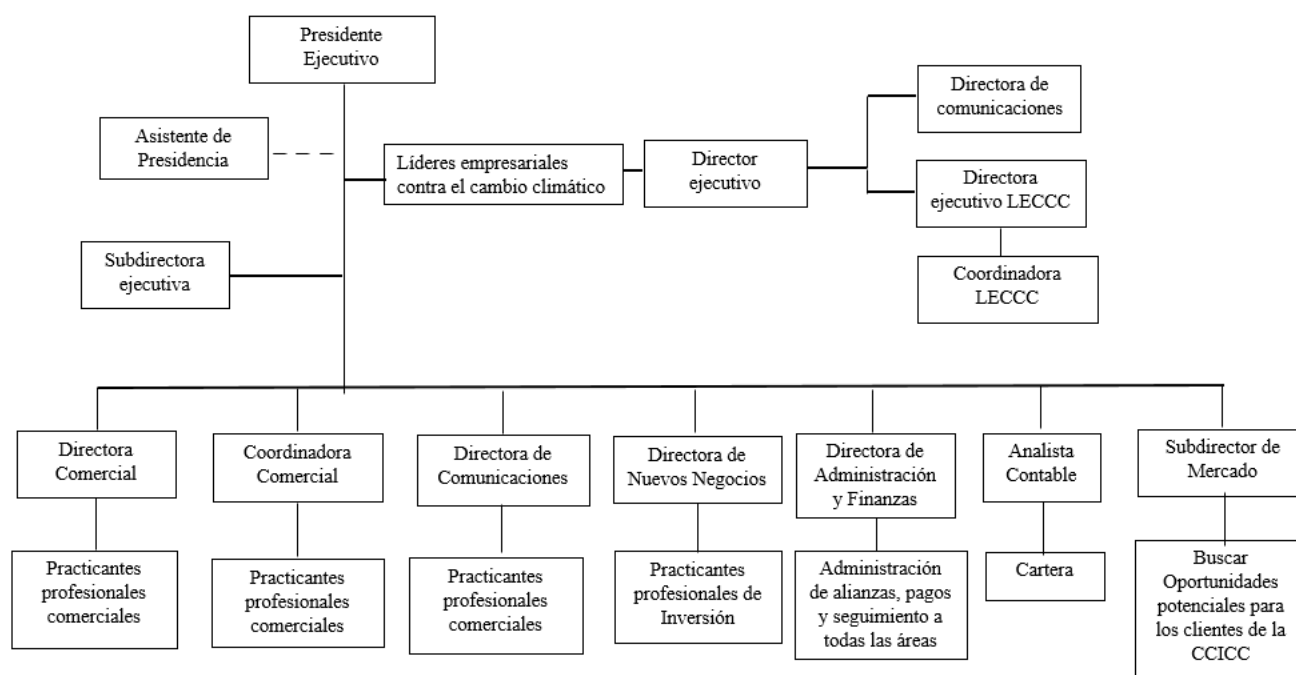 Presidente
Ejecutivo
Asistente de
Presidencia
Líderes empresariales
contra el cambio climático
Director
ejecutivo
Directora de
comunicaciones
Directora
ejecutivo LECCC
Coordinadora
LECCC
Subdirectora
ejecutiva
Directora
Comercial
Coordinadora
Comercial
Directora de
Comunicaciones
Directora de
Nuevos Negocios
Directora de
Administración
y Finanzas
Analista
Contable
Subdirector de
Mercado
Practicantes
profesionales
comerciales
Practicantes
profesionales
comerciales
Practicantes
profesionales
comerciales
Practicantes
profesionales de
Inversión
Administración
de alianzas, pagos
y seguimiento a
todas las áreas
Cartera
Buscar
Oportunidades
potenciales para
los clientes de la
CCICC